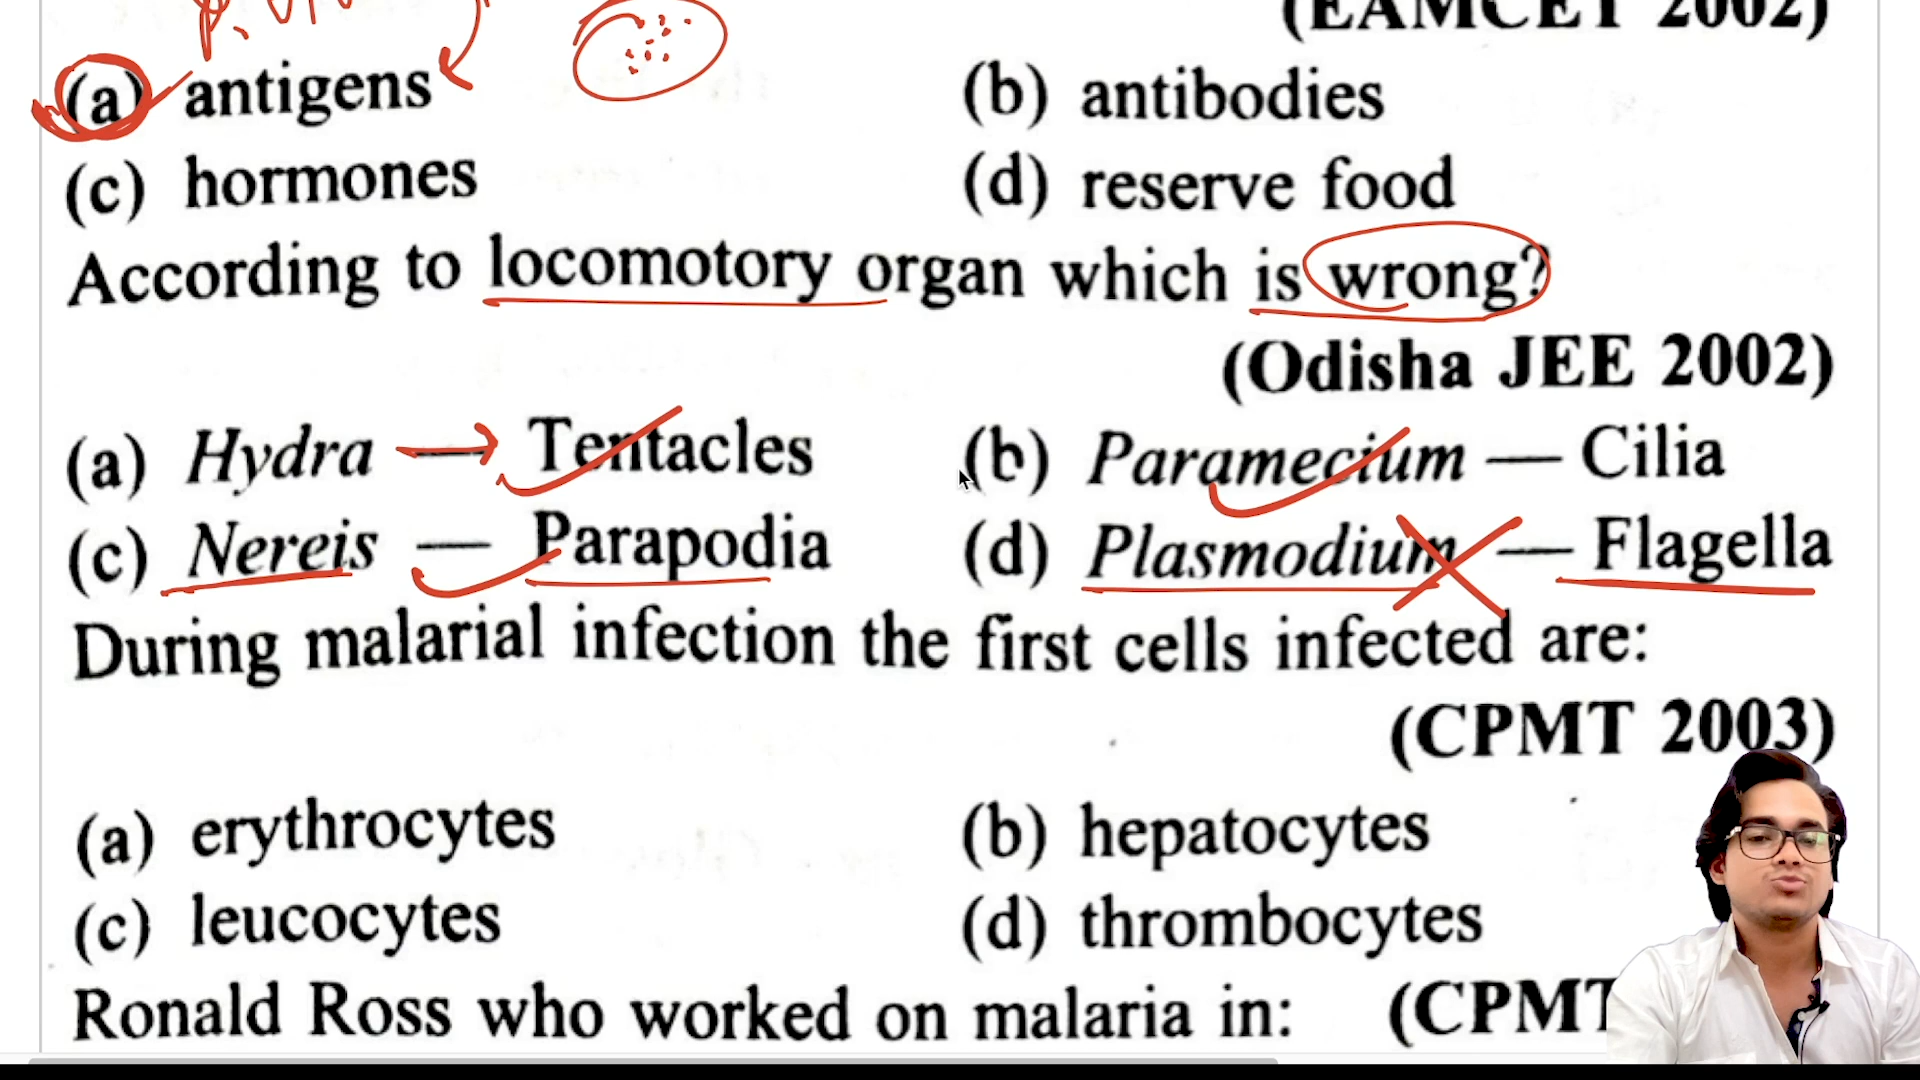 (EAMCET 2002)
(a) antigens (b) antibodies
(c) hormones (d) reserve food
According to locomotory organ which is wrong?
(Odisha JEE 2002)
(a) Hydra — Tentacles (b) Paramecium — Cilia
(c) Nereis — Parapodia (d) Plasmodium — Flagella
During malarial infection the first cells infected are:
(CPMT 2003)
(a) erythrocytes (b) hepatocytes
(c) leucocytes (d) thrombocytes
Ronald Ross who worked on malaria in: (CPMT